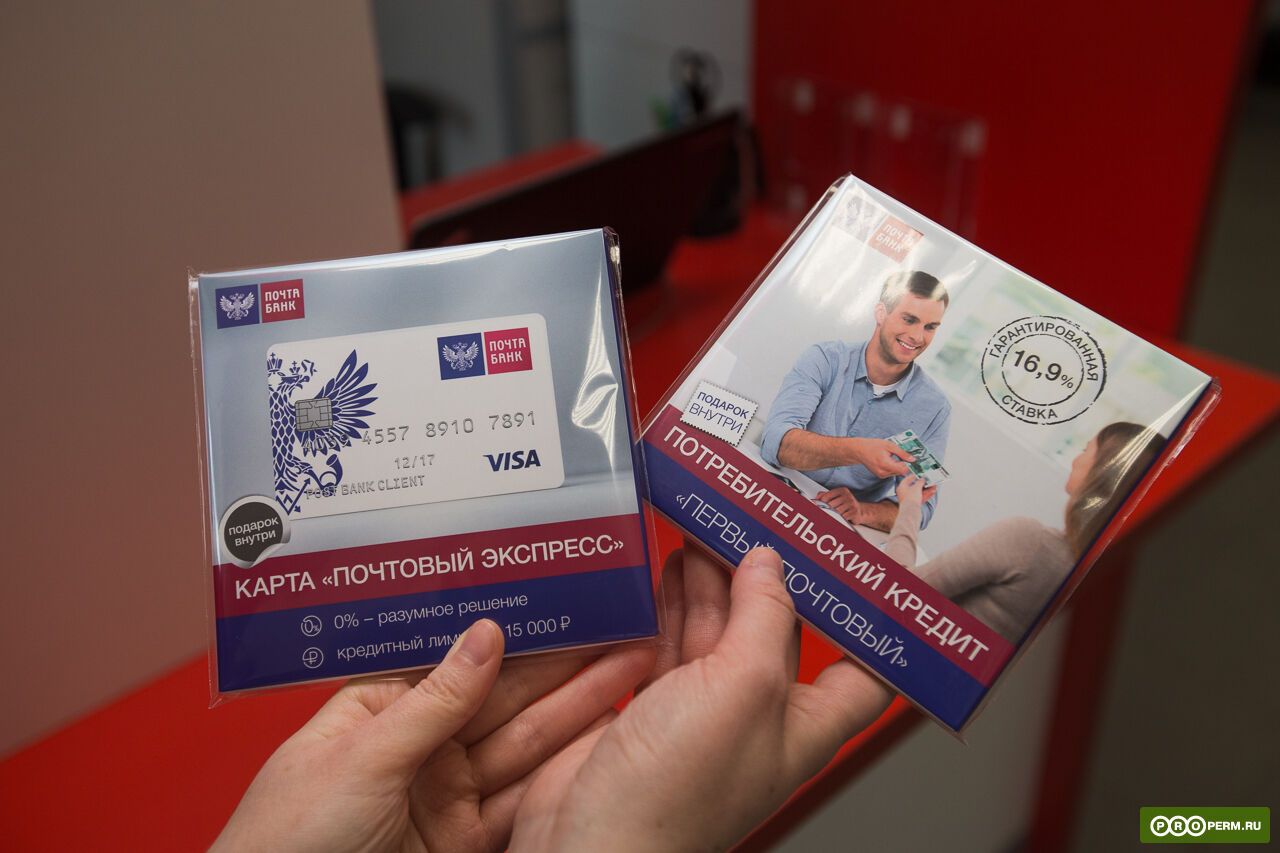 ПОЧТА
БАНК
ПОЧТА
БАНК
4557 8910 7891
12/17
POST BANK CLIENT
VISA
подарок
внутри
КАРТА «ПОЧТОВЫЙ ЭКСПРЕСС»
0% – разумное решение
кредитный 15 000 ₽
ПОЧТА
БАНК
ГАРАНТИРОВАННАЯ
16,9%
СТАВКА
ПОДАРОК
ВНУТРИ
ПОТРЕБИТЕЛЬСКИЙ КРЕДИТ
«ПЕРВЫЙ ПОЧТОВЫЙ»
PROPERM.RU